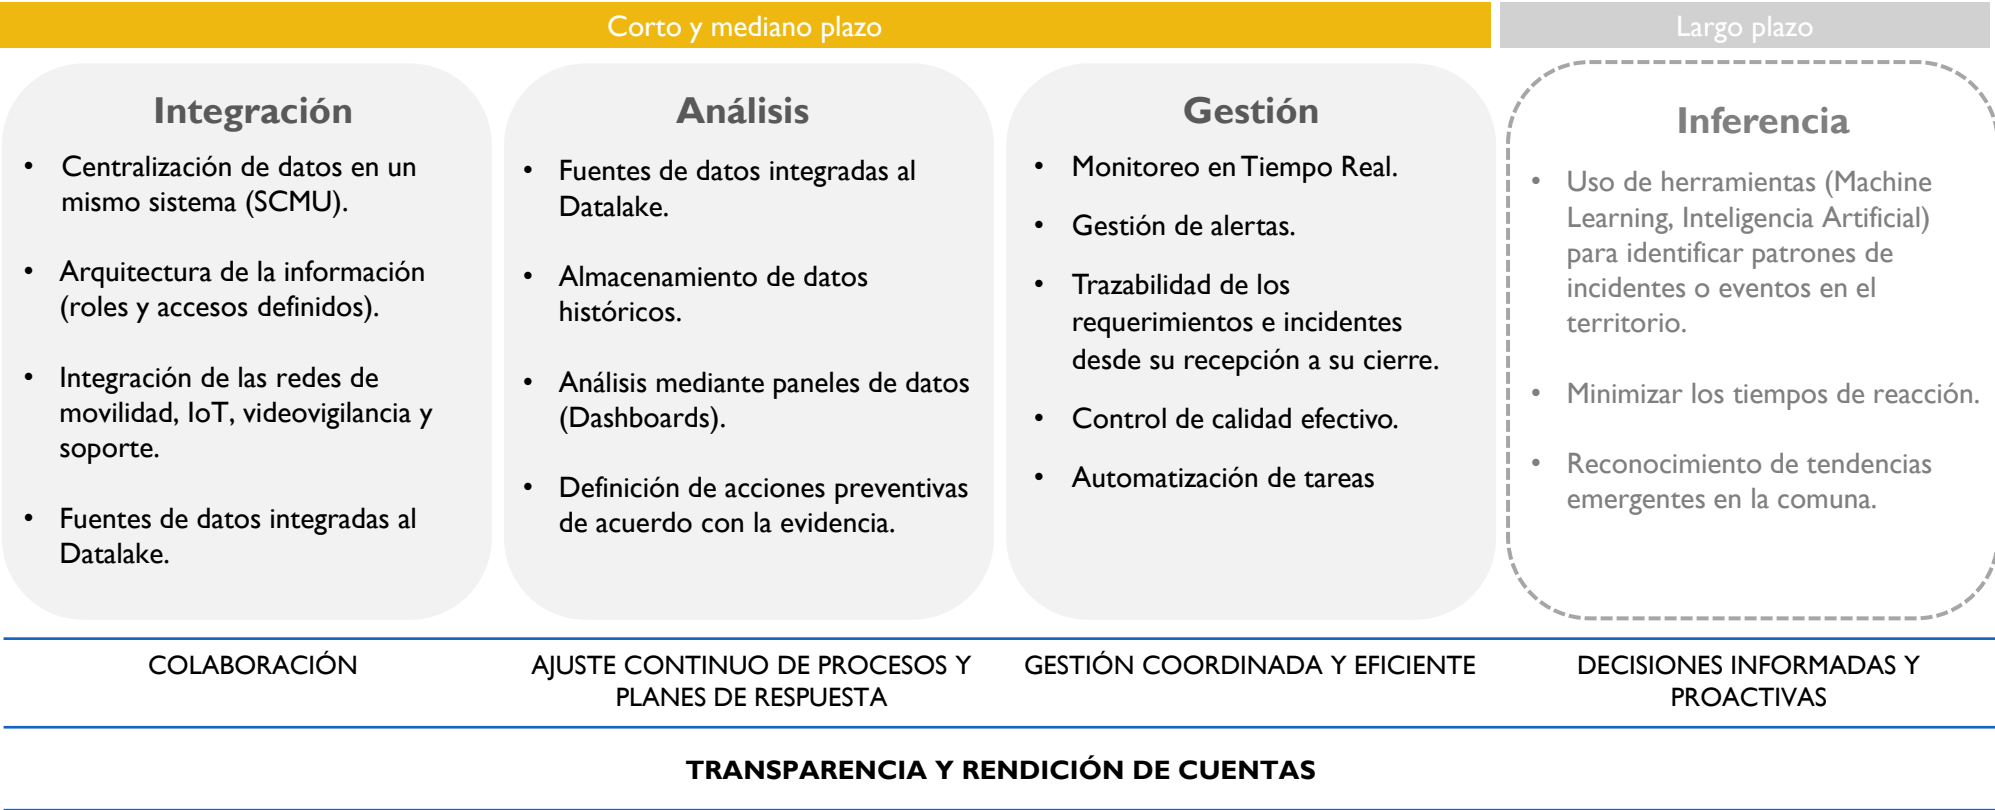 Corto y mediano plazo
Largo plazo
Integración
• Centralización de datos en un
mismo sistema (SCMU).
• Arquitectura de la información
(roles y accesos definidos).
• Integración de las redes de
movilidad, IoT, videovigilancia y
soporte.
• Fuentes de datos integradas al
Datalake.
Análisis
• Fuentes de datos integradas al
Datalake.
• Almacenamiento de datos
históricos.
• Análisis mediante paneles de datos
(Dashboards).
• Definición de acciones preventivas
de acuerdo con la evidencia.
Gestión
• Monitoreo en Tiempo Real.
• Gestión de alertas.
• Trazabilidad de los
requerimientos e incidentes
desde su recepción a su cierre.
• Control de calidad efectivo.
• Automatización de tareas
Inferencia
• Uso de herramientas (Machine
Learning, Inteligencia Artificial)
para identificar patrones de
incidentes o eventos en el
territorio.
• Minimizar los tiempos de reacción.
• Reconocimiento de tendencias
emergentes en la comuna.
COLABORACIÓN
AJUSTE CONTINUO DE PROCESOS Y
PLANES DE RESPUESTA
GESTIÓN COORDINADA Y EFICIENTE
DECISIONES INFORMADAS Y
PROACTIVAS
TRANSPARENCIA Y RENDICIÓN DE CUENTAS